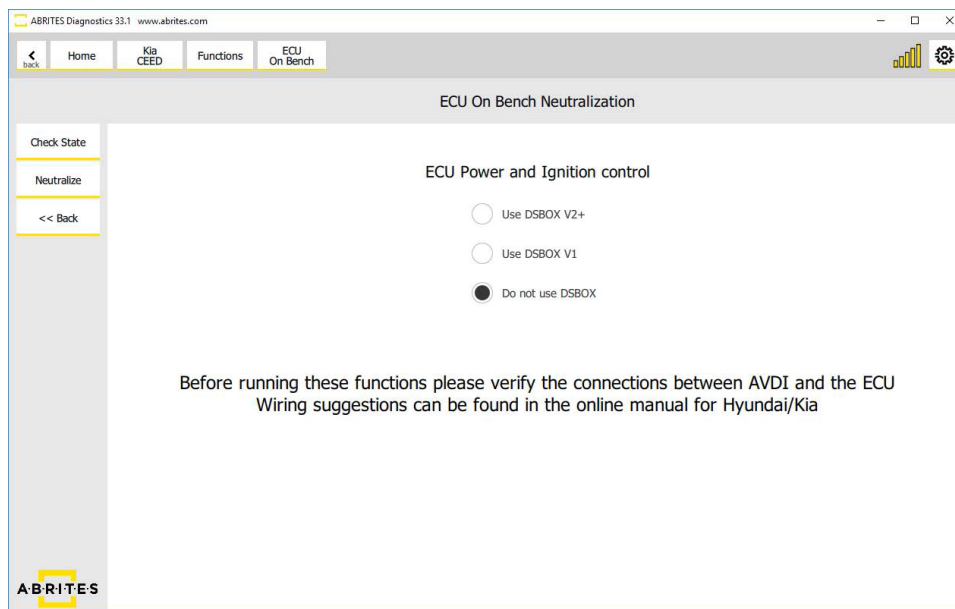 ABRITES Diagnostics 33.1 www.abrites.com
back
Home
Kia
CEED
Functions
ECU
On Bench
ECU On Bench Neutralization
Check State
Neutralize
<< Back
ECU Power and Ignition control
Use DSBOX V2+
Use DSBOX V1
Do not use DSBOX
Before running these functions please verify the connections between AVDI and the ECU
Wiring suggestions can be found in the online manual for Hyundai/Kia
A·B·R·I·T·E·S